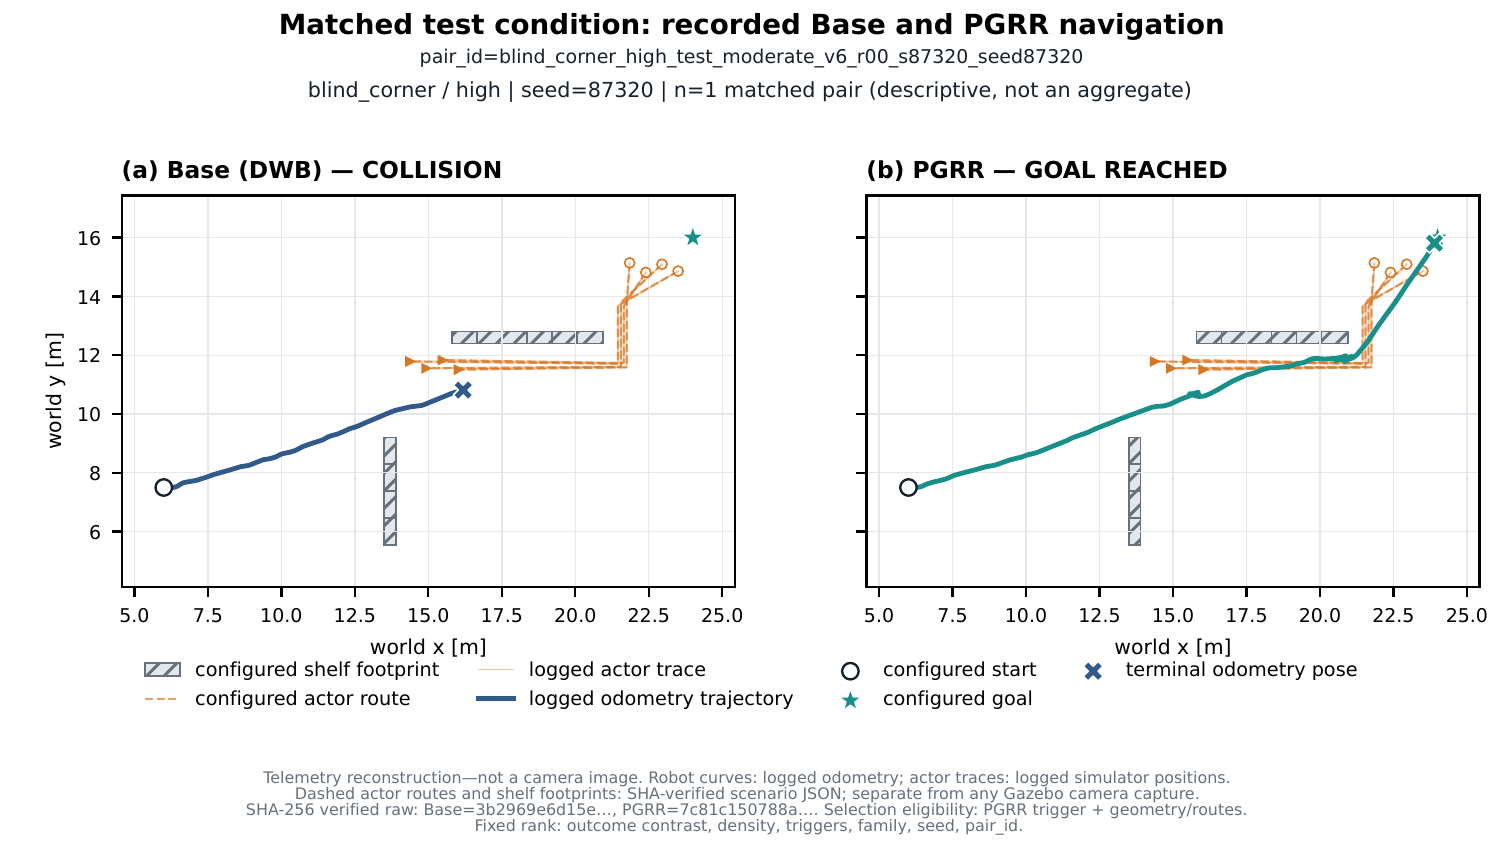 Matched test condition: recorded Base and PGRR navigation
pair_id=blind_corner_high_test_moderate_v6_r00_s87320_seed87320
blind_corner / high | seed=87320 | n=1 matched pair (descriptive, not an aggregate)
(a) Base (DWB) — COLLISION
(b) PGRR — GOAL REACHED
16
14
12
10
8
6
world y [m]
5.0 7.5 10.0 12.5 15.0 17.5 20.0 22.5 25.0
5.0 7.5 10.0 12.5 15.0 17.5 20.0 22.5 25.0
world x [m]
world x [m]
configured shelf footprint
logged actor trace
configured start
terminal odometry pose
configured actor route
logged odometry trajectory
configured goal
Telemetry reconstruction—not a camera image. Robot curves: logged odometry; actor traces: logged simulator positions.
Dashed actor routes and shelf footprints: SHA-verified scenario JSON; separate from any Gazebo camera capture.
SHA-256 verified raw: Base=3b2969e6d15e…, PGRR=7c81c150788a…. Selection eligibility: PGRR trigger + geometry/routes.
Fixed rank: outcome contrast, density, triggers, family, seed, pair_id.